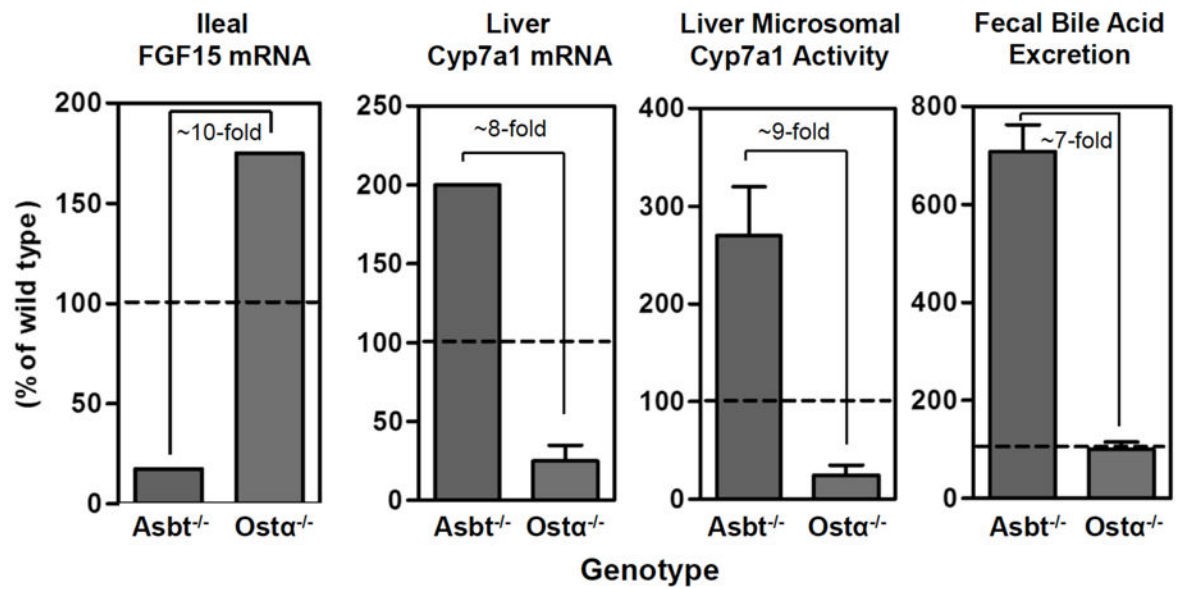 Ileal
FGF15 mRNA
Liver
Cyp7a1 mRNA
Liver Microsomal
Cyp7a1 Activity
Fecal Bile Acid
Excretion
(% of wild type)
200
150
100
50
0
~10-fold
Asbt-/-
Ostα-/-
250
200
150
100
50
0
~8-fold
Asbt-/-
Ostα-/-
400
300
200
100
0
~9-fold
Asbt-/-
Ostα-/-
800
600
400
200
0
~7-fold
Asbt-/-
Ostα-/-
Genotype